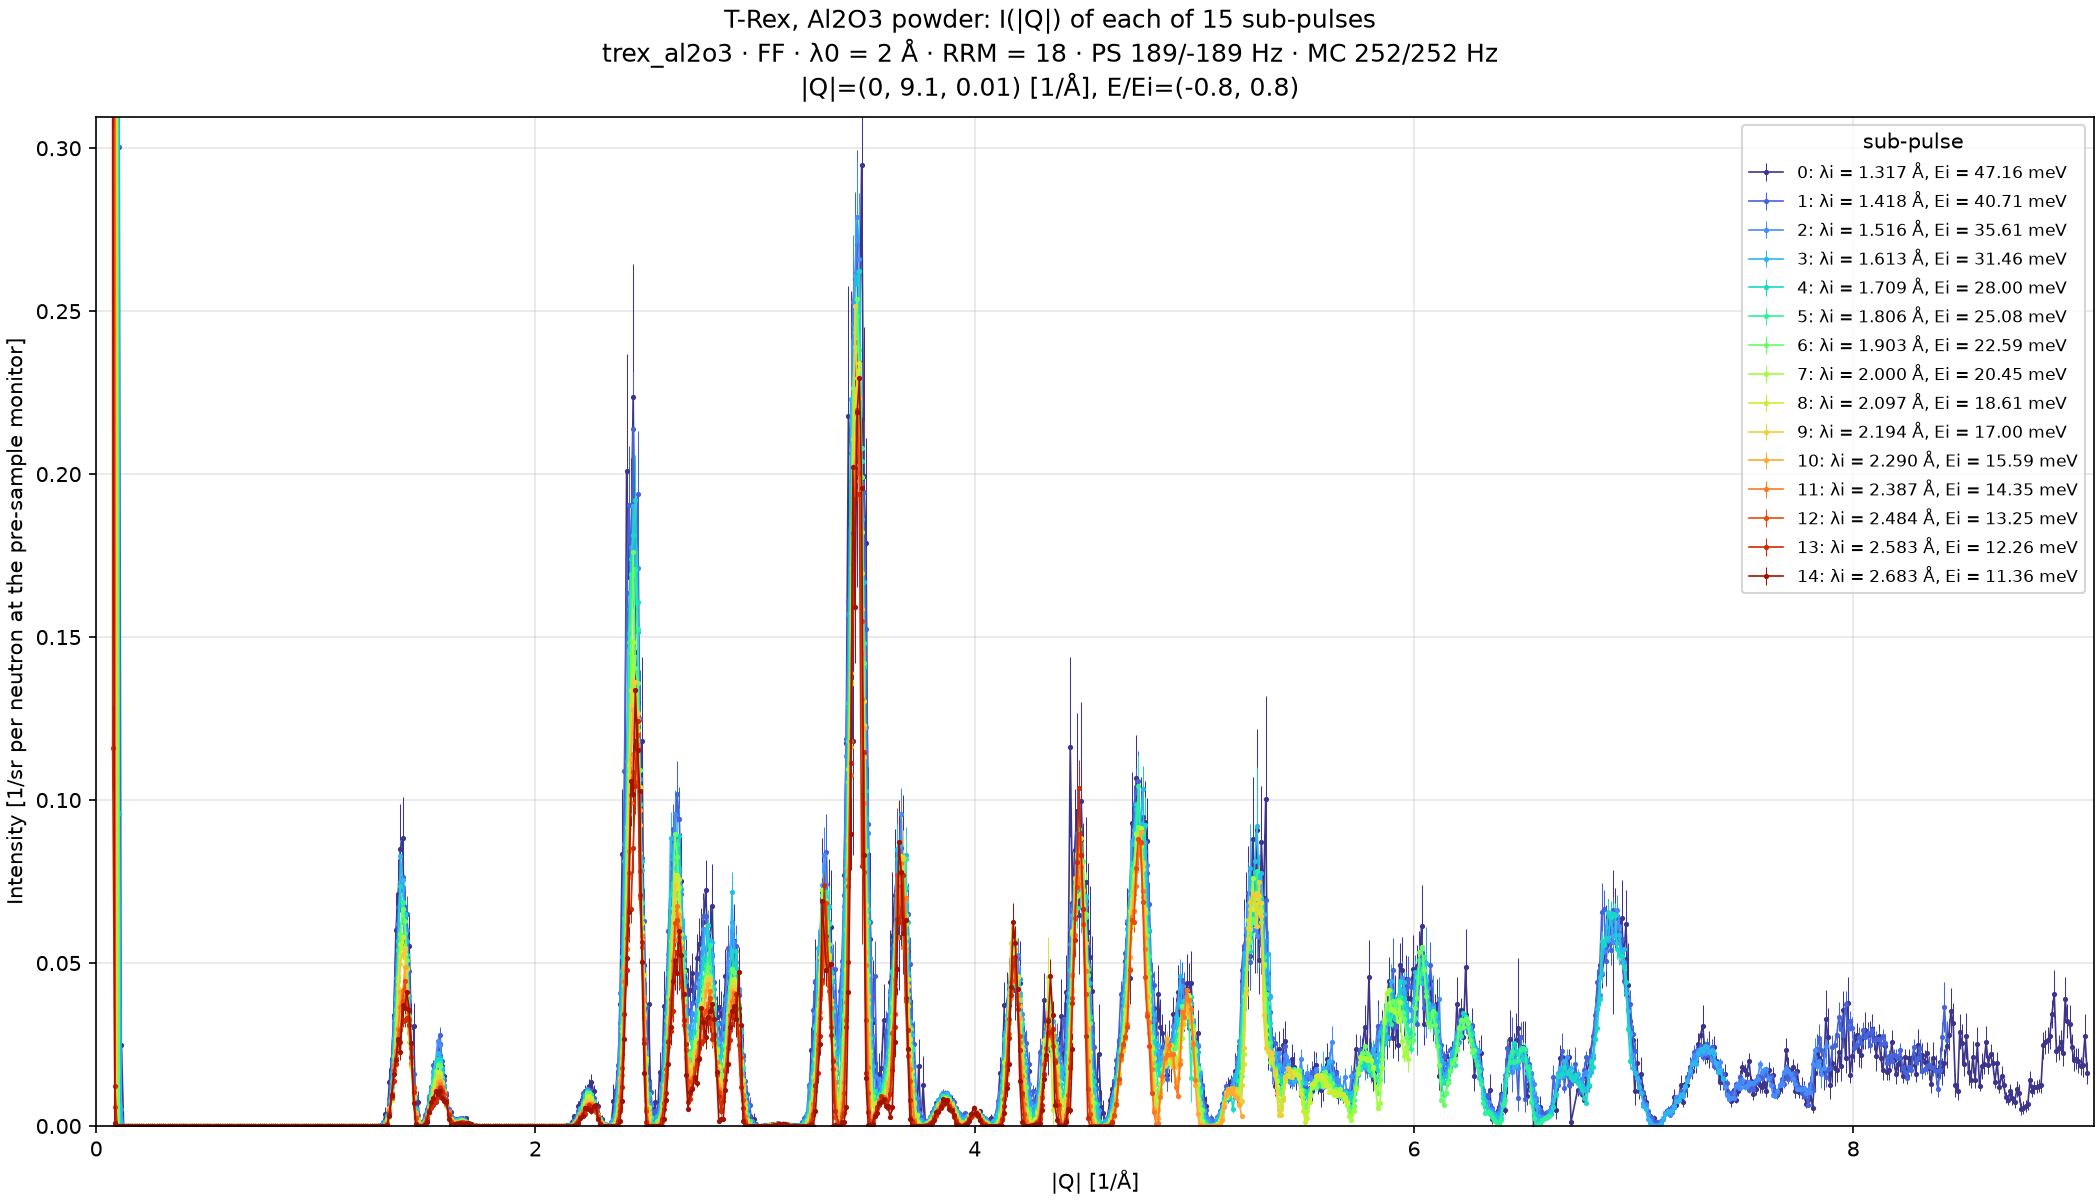 T-Rex, Al2O3 powder: I(|Q|) of each of 15 sub-pulses
trex_al2o3 · FF · λ0 = 2 Å · RRM = 18 · PS 189/-189 Hz · MC 252/252 Hz
|Q|=(0, 9.1, 0.01) [1/Å], E/Ei=(-0.8, 0.8)
Intensity [1/sr per neutron at the pre-sample monitor]
0.30
0.25
0.20
0.15
0.10
0.05
0.00
sub-pulse
0: λi = 1.317 Å, Ei = 47.16 meV
1: λi = 1.418 Å, Ei = 40.71 meV
2: λi = 1.516 Å, Ei = 35.61 meV
3: λi = 1.613 Å, Ei = 31.46 meV
4: λi = 1.709 Å, Ei = 28.00 meV
5: λi = 1.806 Å, Ei = 25.08 meV
6: λi = 1.903 Å, Ei = 22.59 meV
7: λi = 2.000 Å, Ei = 20.45 meV
8: λi = 2.097 Å, Ei = 18.61 meV
9: λi = 2.194 Å, Ei = 17.00 meV
10: λi = 2.290 Å, Ei = 15.59 meV
11: λi = 2.387 Å, Ei = 14.35 meV
12: λi = 2.484 Å, Ei = 13.25 meV
13: λi = 2.583 Å, Ei = 12.26 meV
14: λi = 2.683 Å, Ei = 11.36 meV
0 2 4 6 8
|Q| [1/Å]